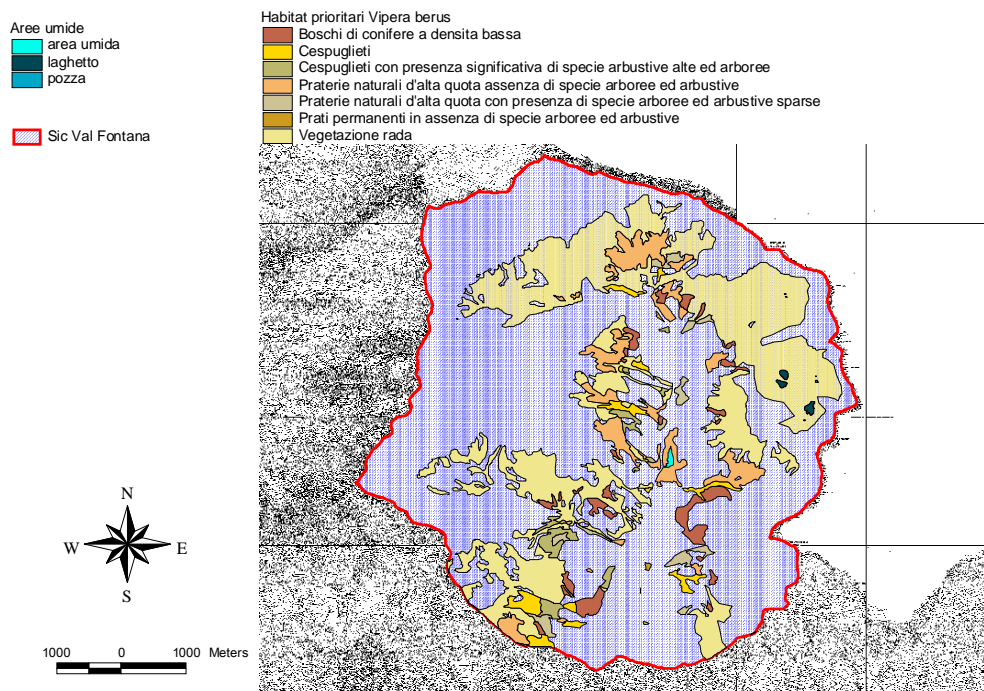 Aree umide
area umida
laghetto
pozza
Sic Val Fontana
Habitat prioritari Vipera berus
Boschi di conifere a densita bassa
Cespuglieti
Cespuglieti con presenza significativa di specie arbustive alte ed arboree
Praterie naturali d'alta quota assenza di specie arboree ed arbustive
Praterie naturali d'alta quota con presenza di specie arboree ed arbustive sparse
Prati permanenti in assenza di specie arboree ed arbustive
Vegetazione rada
N
W E
S
1000 0 1000 Meters